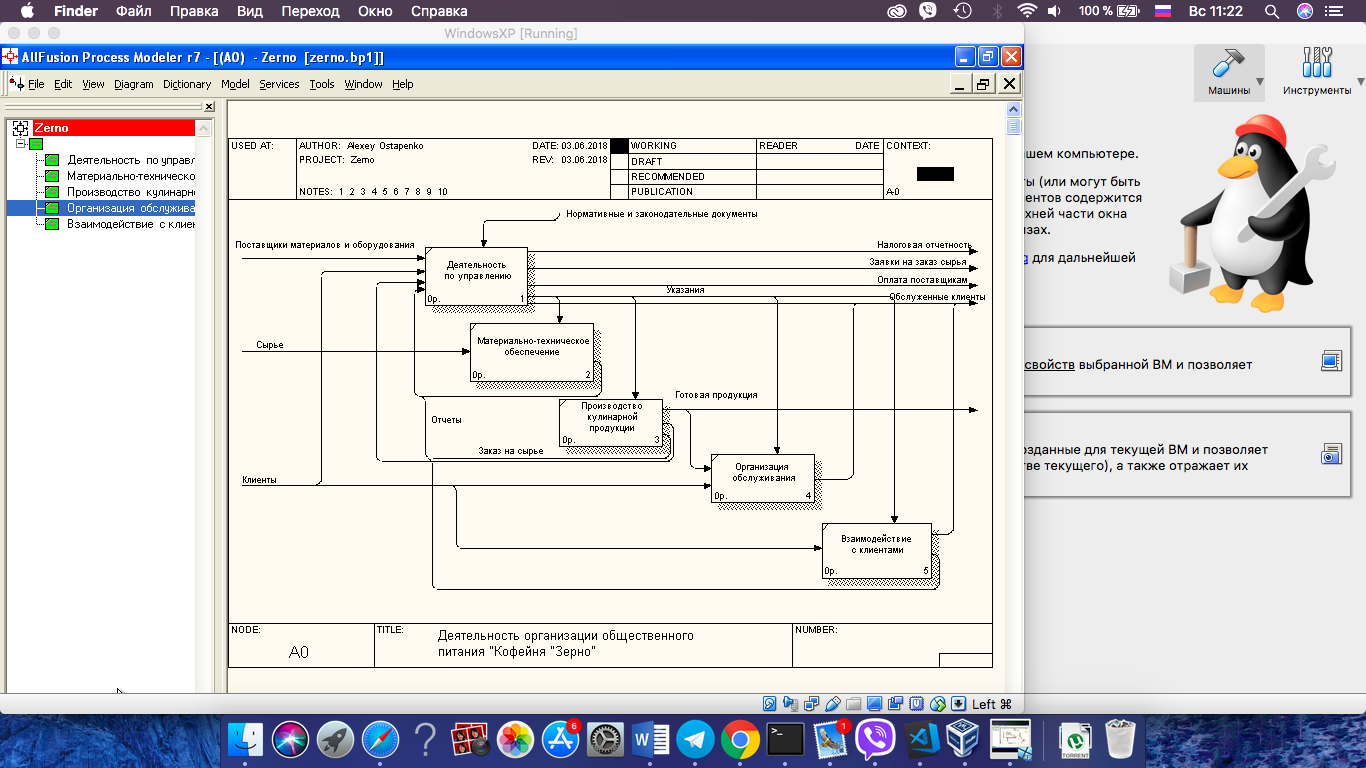 Finder Файл Правка Вид Переход Окно Справка 100 % Вс 11:22
WindowsXP [Running]
AllFusion Process Modeler r7 - [(A0) - Zerno [zerno.bp1]]
File Edit View Diagram Dictionary Model Services Tools Window Help
Машины
Инструменты
Zerno
Деятельность по управл
Материально-техническо
Производство кулинарн
Организация обслужива
Взаимодействие с клиен
USED AT:
AUTHOR: Alexey Ostapenko
DATE: 03.06.2018
PROJECT: Zerno
REV: 03.06.2018
NOTES: 1 2 3 4 5 6 7 8 9 10
WORKING
DRAFT
RECOMMENDED
PUBLICATION
READER
DATE
CONTEXT:
A-0
Нормативные и законодательные документы
Поставщики материалов и оборудования
Деятельность
по управлению
0р. 1
Налоговая отчетность
Заявки на заказ сырья
Оплата поставщикам
Указания
Обслуженные клиенты
Сырье
Материально-техническое
обеспечение
0р. 2
Готовая продукция
Производство
кулинарной
продукции
0р. 3
Отчеты
Заказ на сырье
Клиенты
Организация
обслуживания
0р. 4
Взаимодействие
с клиентами
0р. 5
NODE:
A0
TITLE:
Деятельность организации общественного
питания "Кофейня "Зерно"
NUMBER:
шем компьютере.
ты (или могут быть
ентов содержится
хней части окна
изах.
g для дальнейшей
свойств выбранной ВМ и позволяет
озданные для текущей ВМ и позволяет
тве текущего), а также отражает их
Left ⌘
6
1
TORRENT